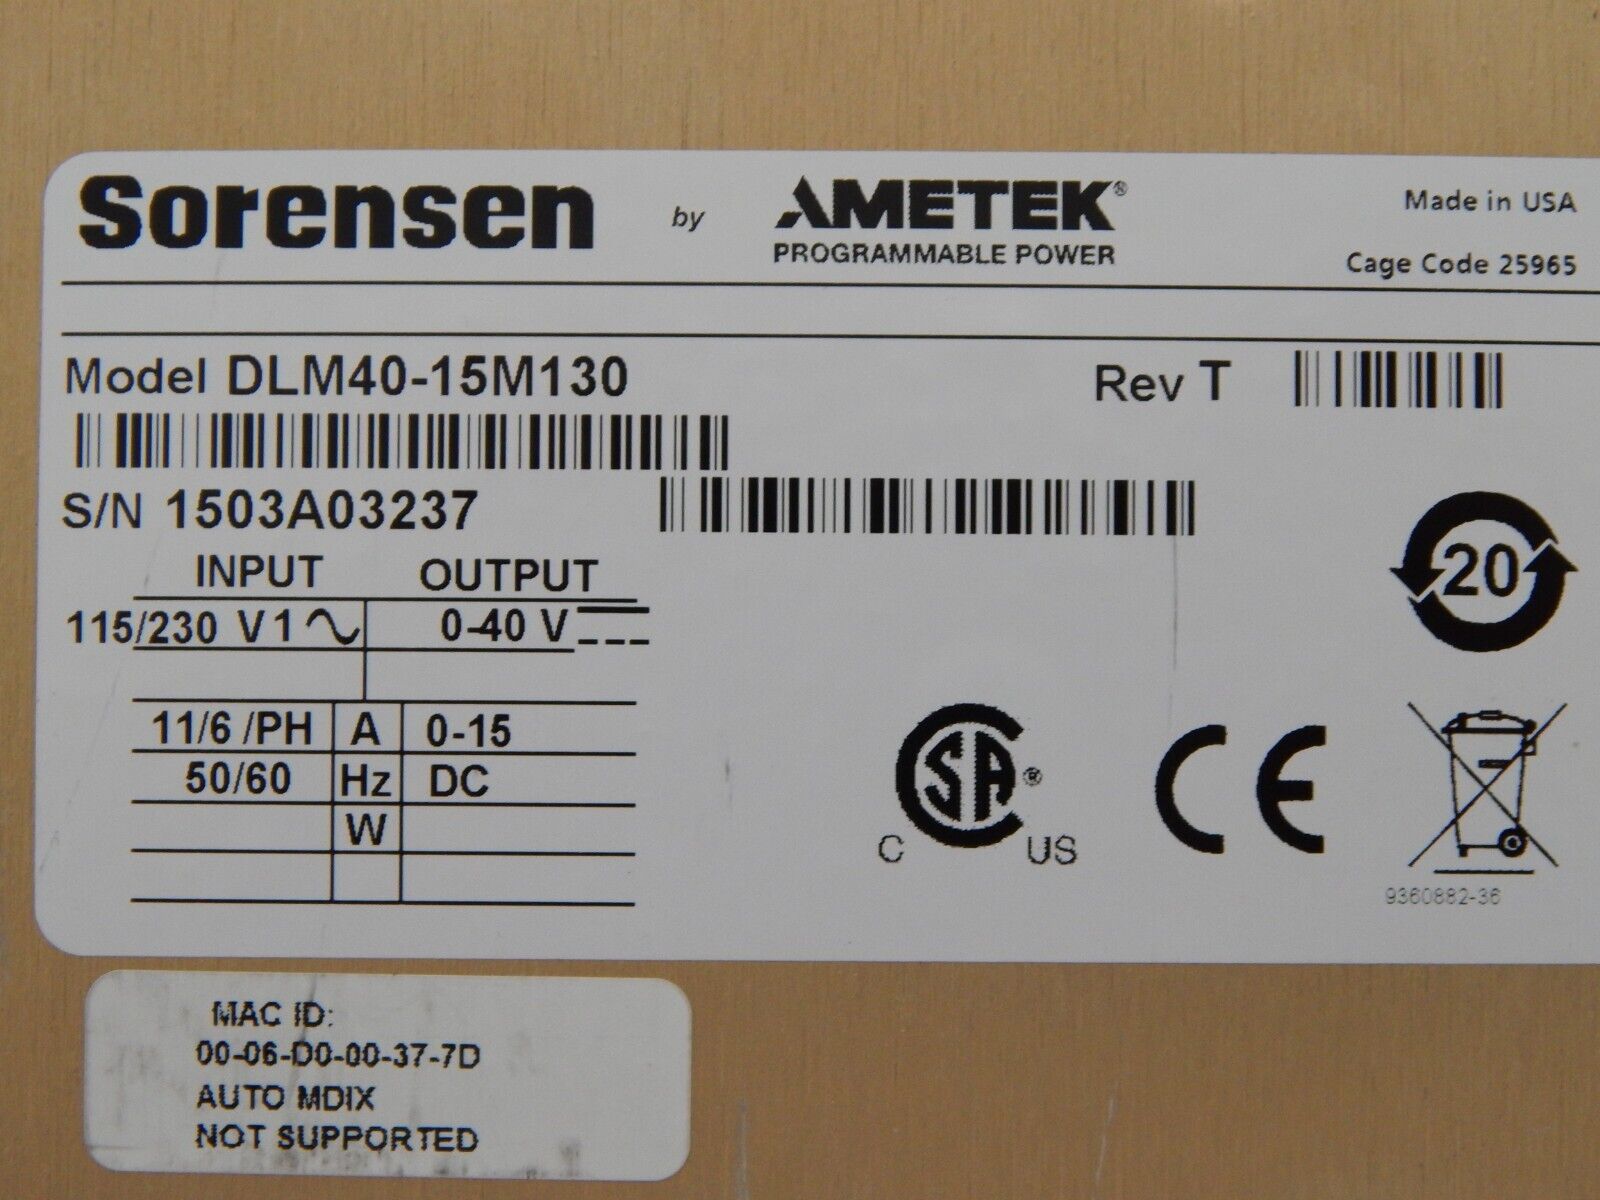 Sorensen by AMETEK® Made in USA
PROGRAMMABLE POWER
Cage Code 25965
Model DLM40-15M130 Rev T
S/N 1503A03237
INPUT OUTPUT
115/230 V 1 0-40 V
11/6 /PH A 0-15
50/60 Hz DC
W
20
CSA®
C US
CE
9360882-36
MAC ID:
00-06-D0-00-37-7D
AUTO MDIX
NOT SUPPORTED